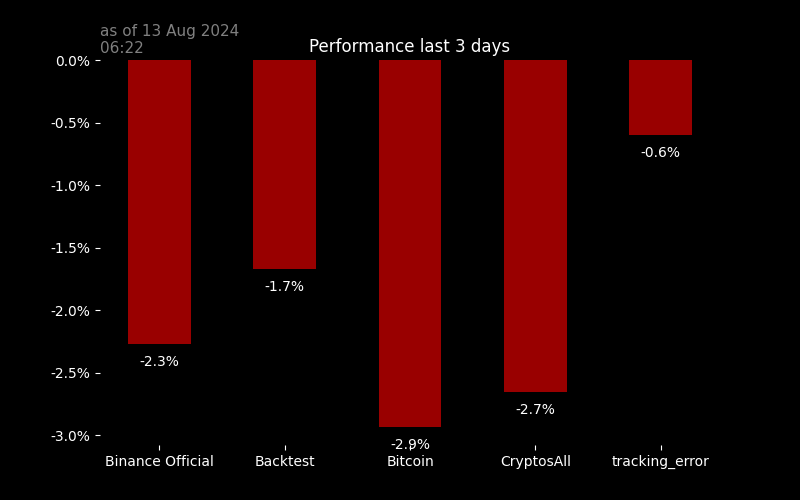 as of 13 Aug 2024
06:22
Performance last 3 days
0.0%
-0.5%
-1.0%
-1.5%
-2.0%
-2.5%
-3.0%
-2.3%
-1.7%
-2.9%
-2.7%
-0.6%
Binance Official
Backtest
Bitcoin
CryptosAll
tracking_error